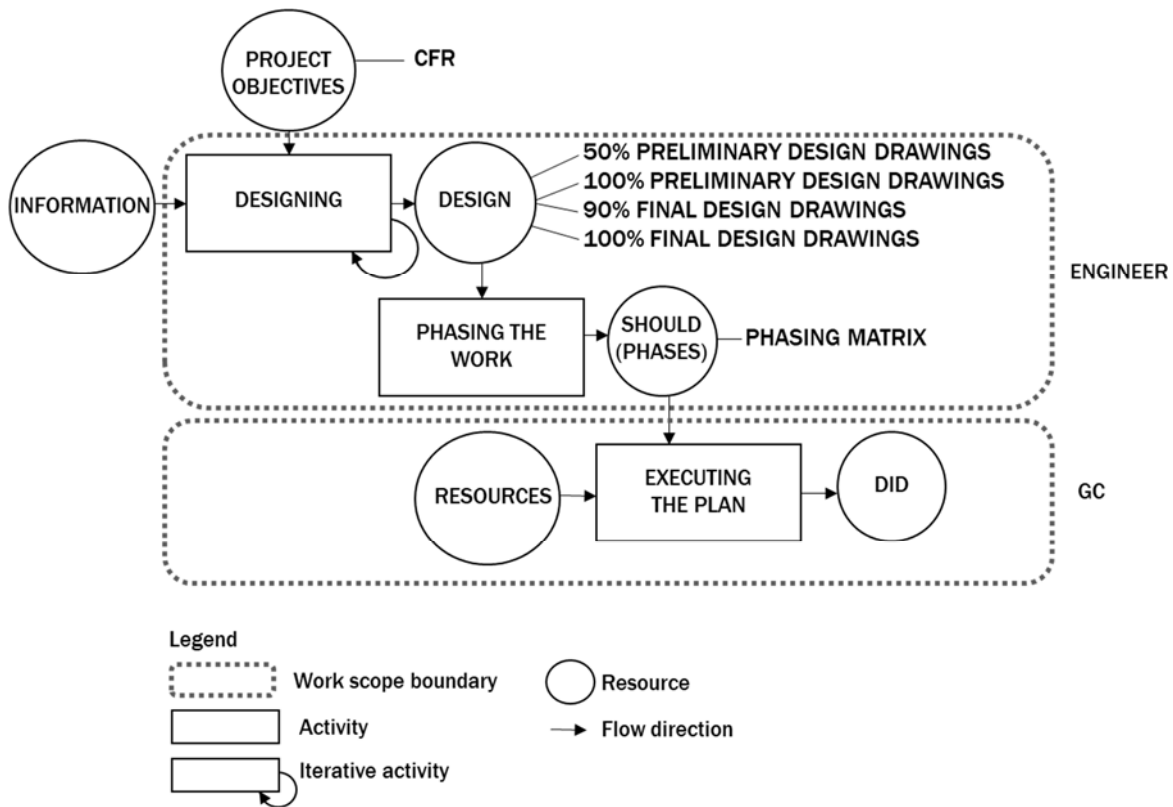 PROJECT
OBJECTIVES
CFR
INFORMATION
DESIGNING
DESIGN
50% PRELIMINARY DESIGN DRAWINGS
100% PRELIMINARY DESIGN DRAWINGS
90% FINAL DESIGN DRAWINGS
100% FINAL DESIGN DRAWINGS
ENGINEER
PHASING THE
WORK
SHOULD
(PHASES)
PHASING MATRIX
RESOURCES
EXECUTING
THE PLAN
DID
GC
Legend
Work scope boundary
Resource
Activity
Flow direction
Iterative activity